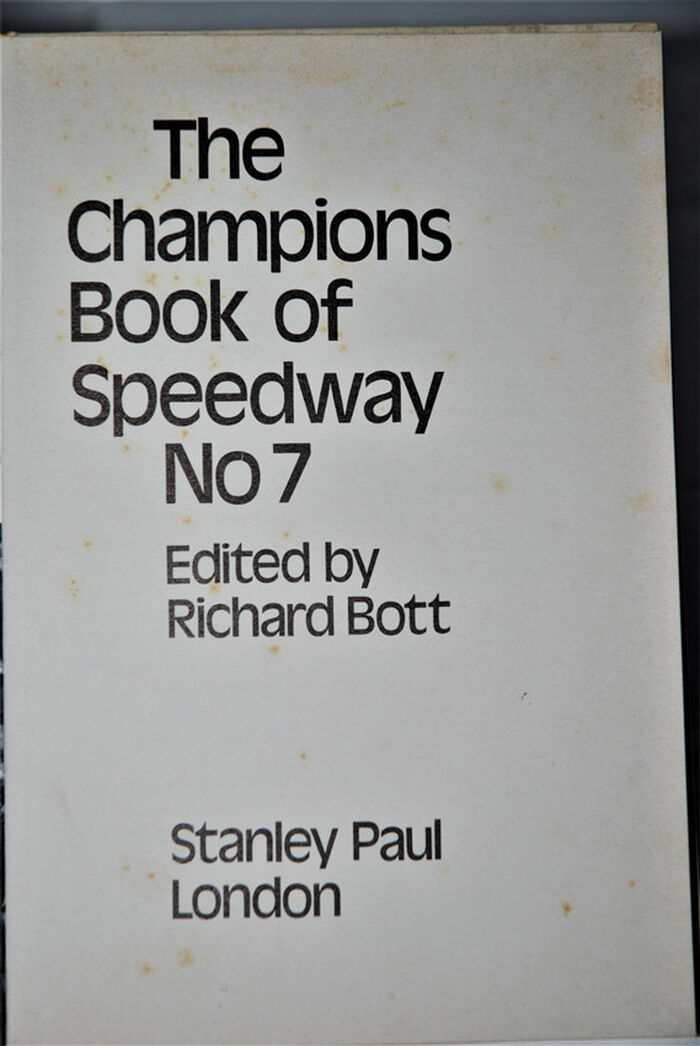 The
Champions
Book of
Speedway
No 7
Edited by
Richard Bott
Stanley Paul
London